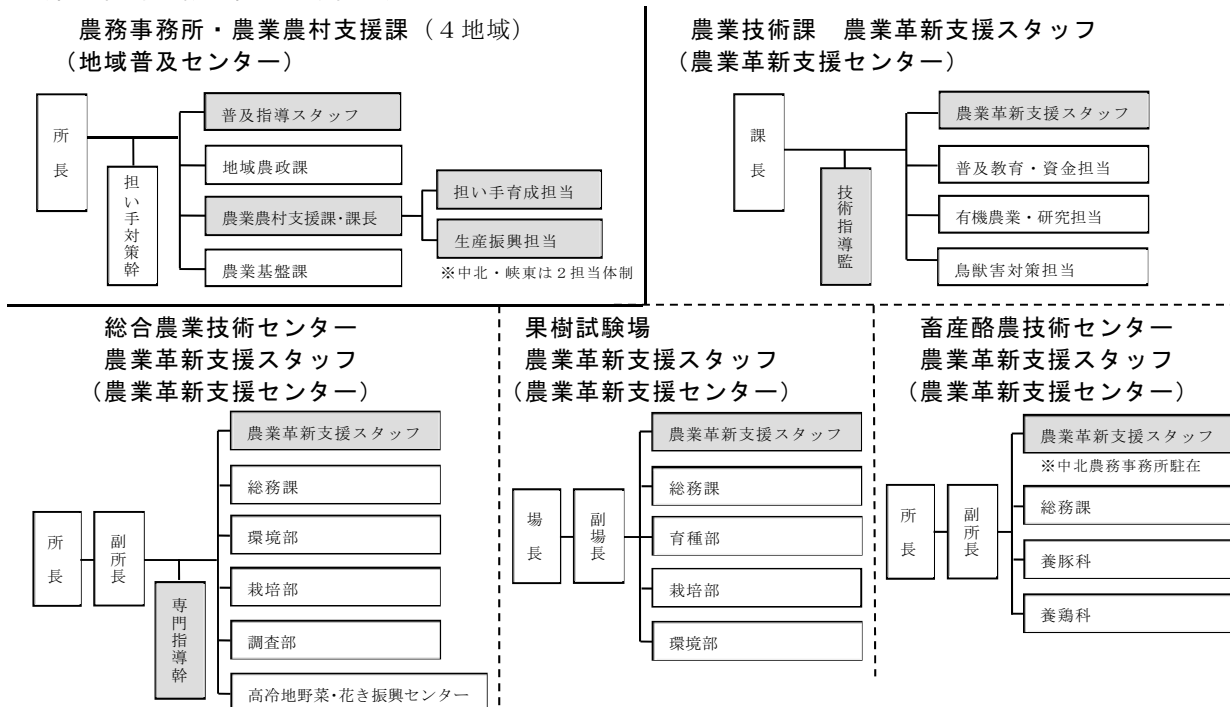 農務事務所・農業農村支援課（４地域）
（地域普及センター）
所長
担い手対策幹
普及指導スタッフ
地域農政課
農業農村支援課・課長
農業基盤課
担い手育成担当
生産振興担当
※中北・峡東は２担当体制
農業技術課　農業革新支援スタッフ
（農業革新支援センター）
課長
技術指導監
農業革新支援スタッフ
普及教育・資金担当
有機農業・研究担当
鳥獣害対策担当
総合農業技術センター
農業革新支援スタッフ
（農業革新支援センター）
所長
副所長
専門指導幹
農業革新支援スタッフ
総務課
環境部
栽培部
調査部
高冷地野菜・花き振興センター
果樹試験場
農業革新支援スタッフ
（農業革新支援センター）
場長
副場長
農業革新支援スタッフ
総務課
育種部
栽培部
環境部
畜産酪農技術センター
農業革新支援スタッフ
（農業革新支援センター）
所長
副所長
農業革新支援スタッフ
※中北農務事務所駐在
総務課
養豚科
養鶏科